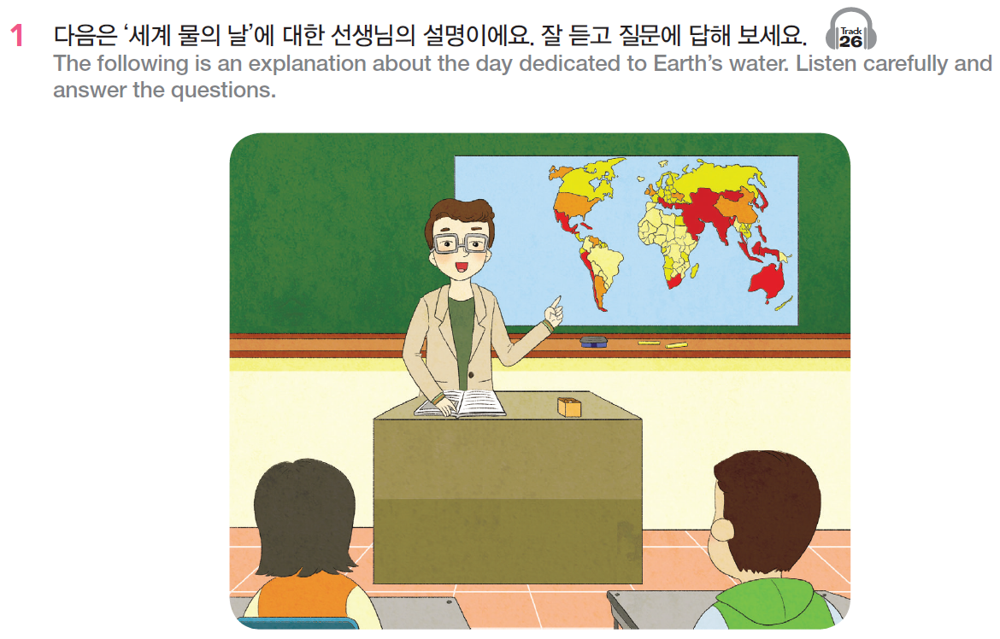 1 다음은 ‘세계 물의 날’에 대한 선생님의 설명이에요. 잘 듣고 질문에 답해 보세요. Track 26
The following is an explanation about the day dedicated to Earth’s water. Listen carefully and
answer the questions.